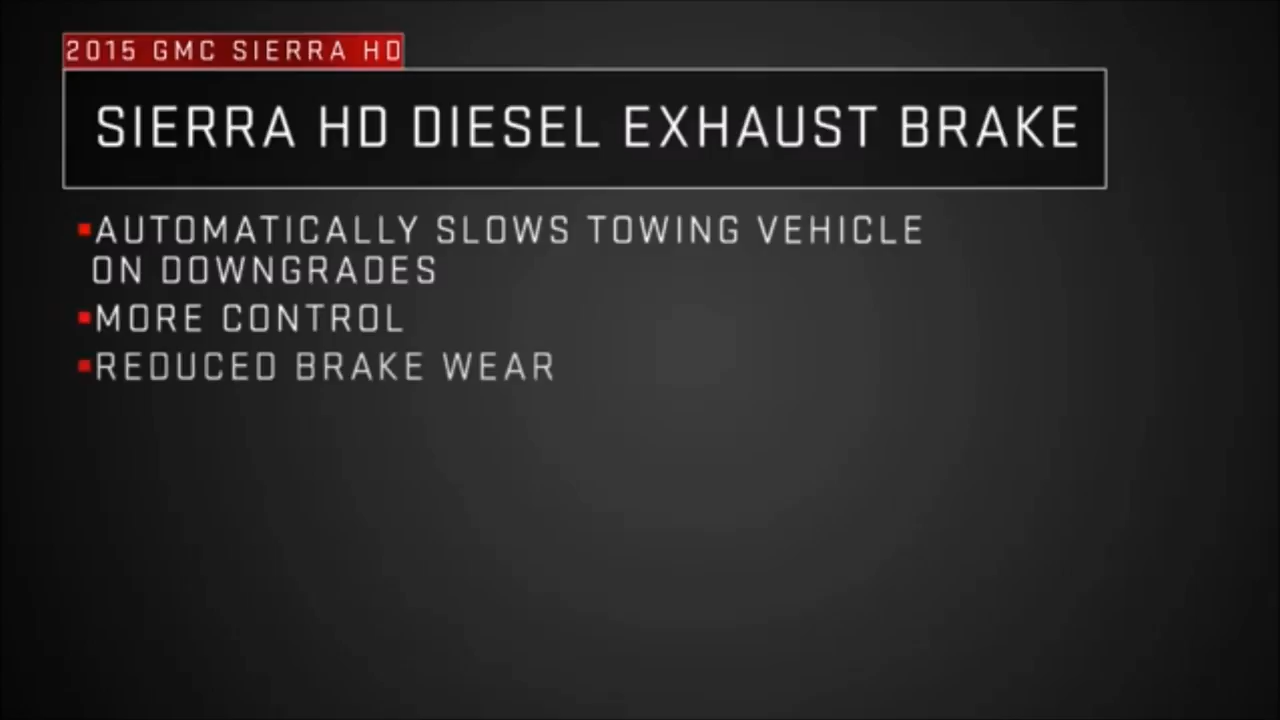 2015 GMC SIERRA HD
SIERRA HD DIESEL EXHAUST BRAKE
▪AUTOMATICALLY SLOWS TOWING VEHICLE
ON DOWNGRADES
▪MORE CONTROL
▪REDUCED BRAKE WEAR